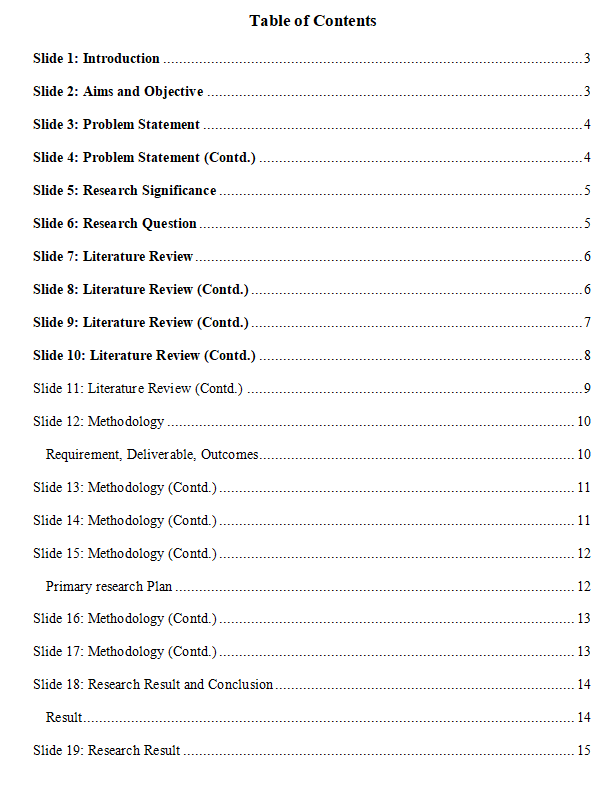 Table of Contents
Slide 1: Introduction ........ 3
Slide 2: Aims and Objective ........ 3
Slide 3: Problem Statement ........ 4
Slide 4: Problem Statement (Contd.) ........ 4
Slide 5: Research Significance ........ 5
Slide 6: Research Question ........ 5
Slide 7: Literature Review ........ 6
Slide 8: Literature Review (Contd.) ........ 6
Slide 9: Literature Review (Contd.) ........ 7
Slide 10: Literature Review (Contd.) ........ 8
Slide 11: Literature Review (Contd.) ........ 9
Slide 12: Methodology ........ 10
Requirement, Deliverable, Outcomes ........ 10
Slide 13: Methodology (Contd.) ........ 11
Slide 14: Methodology (Contd.) ........ 11
Slide 15: Methodology (Contd.) ........ 12
Primary research Plan ........ 12
Slide 16: Methodology (Contd.) ........ 13
Slide 17: Methodology (Contd.) ........ 13
Slide 18: Research Result and Conclusion ........ 14
Result ........ 14
Slide 19: Research Result ........ 15